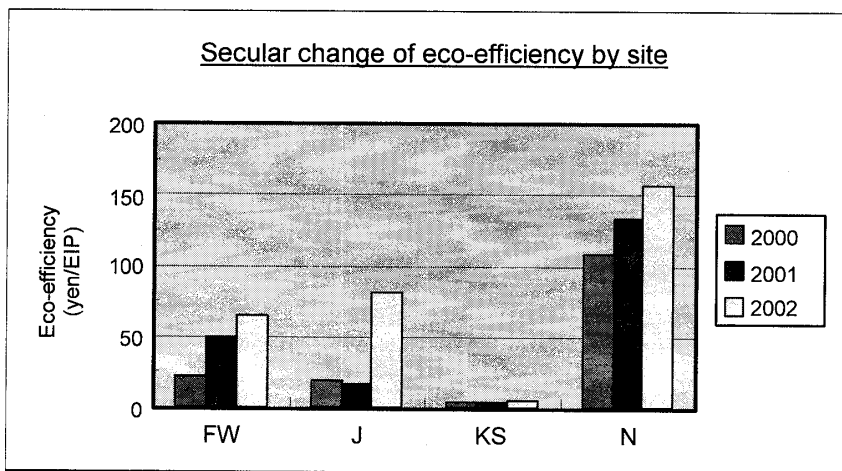 Secular change of eco-efficiency by site
Eco-efficiency
(yen/EIP)
200
150
100
50
0
FW J KS N
2000
2001
2002